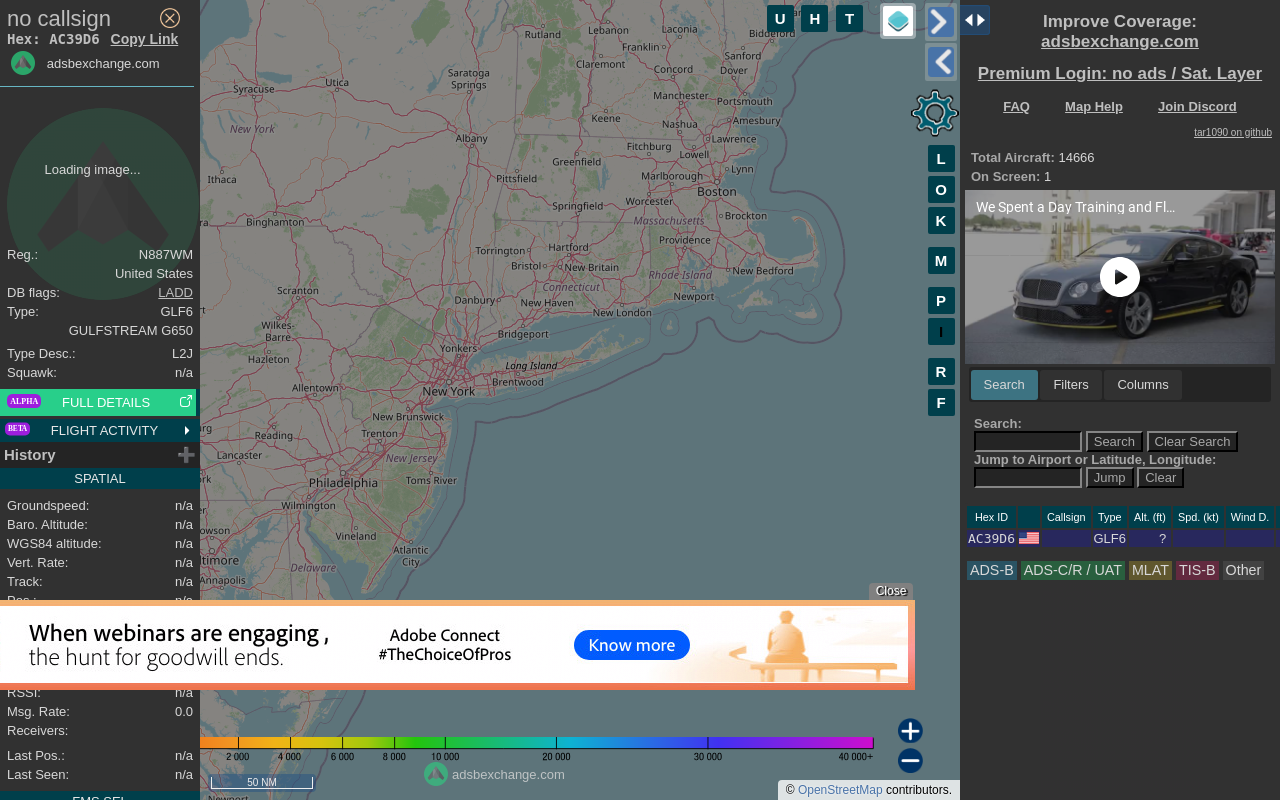 no callsign
Hex: AC39D6 Copy Link
adsbexchange.com
Loading image...
Reg.: N887WM
United States
DB flags: LADD
Type: GLF6
GULFSTREAM G650
Type Desc.: L2J
Squawk: n/a
ALPHA FULL DETAILS
BETA FLIGHT ACTIVITY
History
SPATIAL
Groundspeed: n/a
Baro. Altitude: n/a
WGS84 altitude: n/a
Vert. Rate: n/a
Track: n/a
Pos.: n/a
RSSI: n/a
Msg. Rate: 0.0
Receivers:
Last Pos.: n/a
Last Seen: n/a
FMS SEL
U H T
L
O
K
M
P
I
R
F
Rutland
Lebanon
Laconia
Biddeford
Franklin
Sanford
Claremont
Concord
Dover
Saratoga
Springs
Utica
Syracuse
Manchester
Portsmouth
Keene
Nashua
Amesbury
New York
Albany
Fitchburg
Lawrence
Lowell
Greenfield
Lynn
Ithaca
Pittsfield
Marlborough
Boston
Springfield
Worcester
Binghamton
Massachusetts
Brockton
Torrington
Hartford
Providence
Bristol
New Britain
Rhode Island
New Bedford
Connecticut
Scranton
Danbury
New Haven
New London
Newport
Wilkes-
Barre
Bridgeport
Hazleton
Yonkers
Long Island
Allentown
Brentwood
New York
New Brunswick
Reading
Trenton
Lancaster
New Jersey
Philadelphia
Toms River
Wilmington
Vineland
Atlantic
City
Annapolis
Delaware
Close
When webinars are engaging ,
the hunt for goodwill ends.
Adobe Connect
#TheChoiceOfPros
Know more
2 000 4 000 6 000 8 000 10 000 20 000 30 000 40 000+
adsbexchange.com
50 NM
Newport
© OpenStreetMap contributors.
Improve Coverage:
adsbexchange.com
Premium Login: no ads / Sat. Layer
FAQ Map Help Join Discord
tar1090 on github
Total Aircraft: 14666
On Screen: 1
We Spent a Day Training and Fl...
Search Filters Columns
Search:
Search Clear Search
Jump to Airport or Latitude, Longitude:
Jump Clear
Hex ID Callsign Type Alt. (ft) Spd. (kt) Wind D.
AC39D6 GLF6 ?
ADS-B ADS-C/R / UAT MLAT TIS-B Other